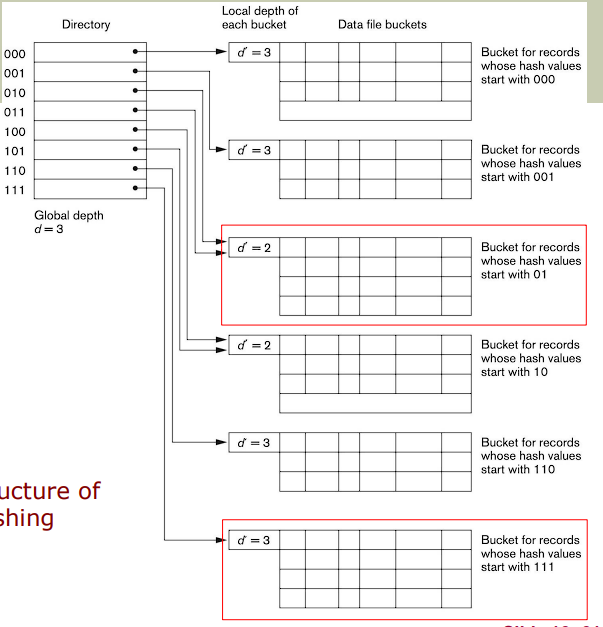 Directory
Local depth of
each bucket
Data file buckets
000
001
010
011
100
101
110
111
Global depth
d = 3
d′ = 3
Bucket for records
whose hash values
start with 000
d′ = 3
Bucket for records
whose hash values
start with 001
d′ = 2
Bucket for records
whose hash values
start with 01
d′ = 2
Bucket for records
whose hash values
start with 10
d′ = 3
Bucket for records
whose hash values
start with 110
d′ = 3
Bucket for records
whose hash values
start with 111
ucture of
shing